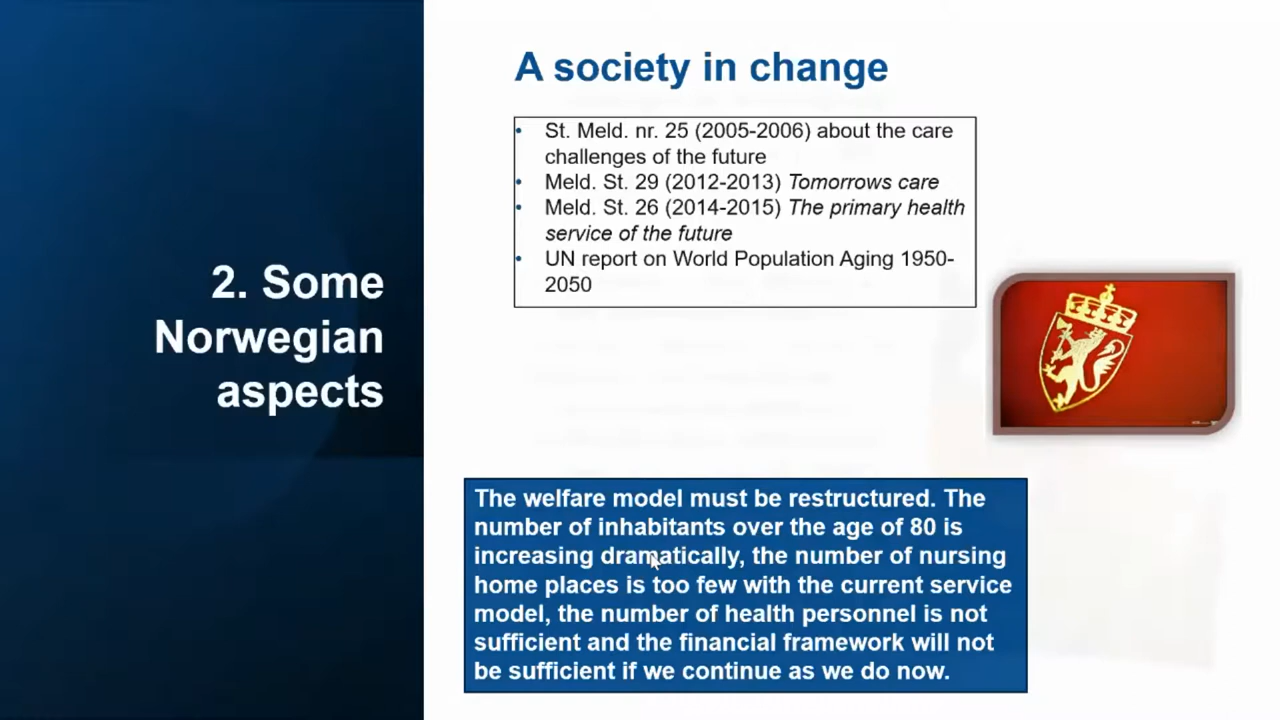 2. Some
Norwegian
aspects
A society in change
• St. Meld. nr. 25 (2005-2006) about the care
challenges of the future
• Meld. St. 29 (2012-2013) Tomorrows care
• Meld. St. 26 (2014-2015) The primary health
service of the future
• UN report on World Population Aging 1950-
2050
The welfare model must be restructured. The
number of inhabitants over the age of 80 is
increasing dramatically, the number of nursing
home places is too few with the current service
model, the number of health personnel is not
sufficient and the financial framework will not
be sufficient if we continue as we do now.